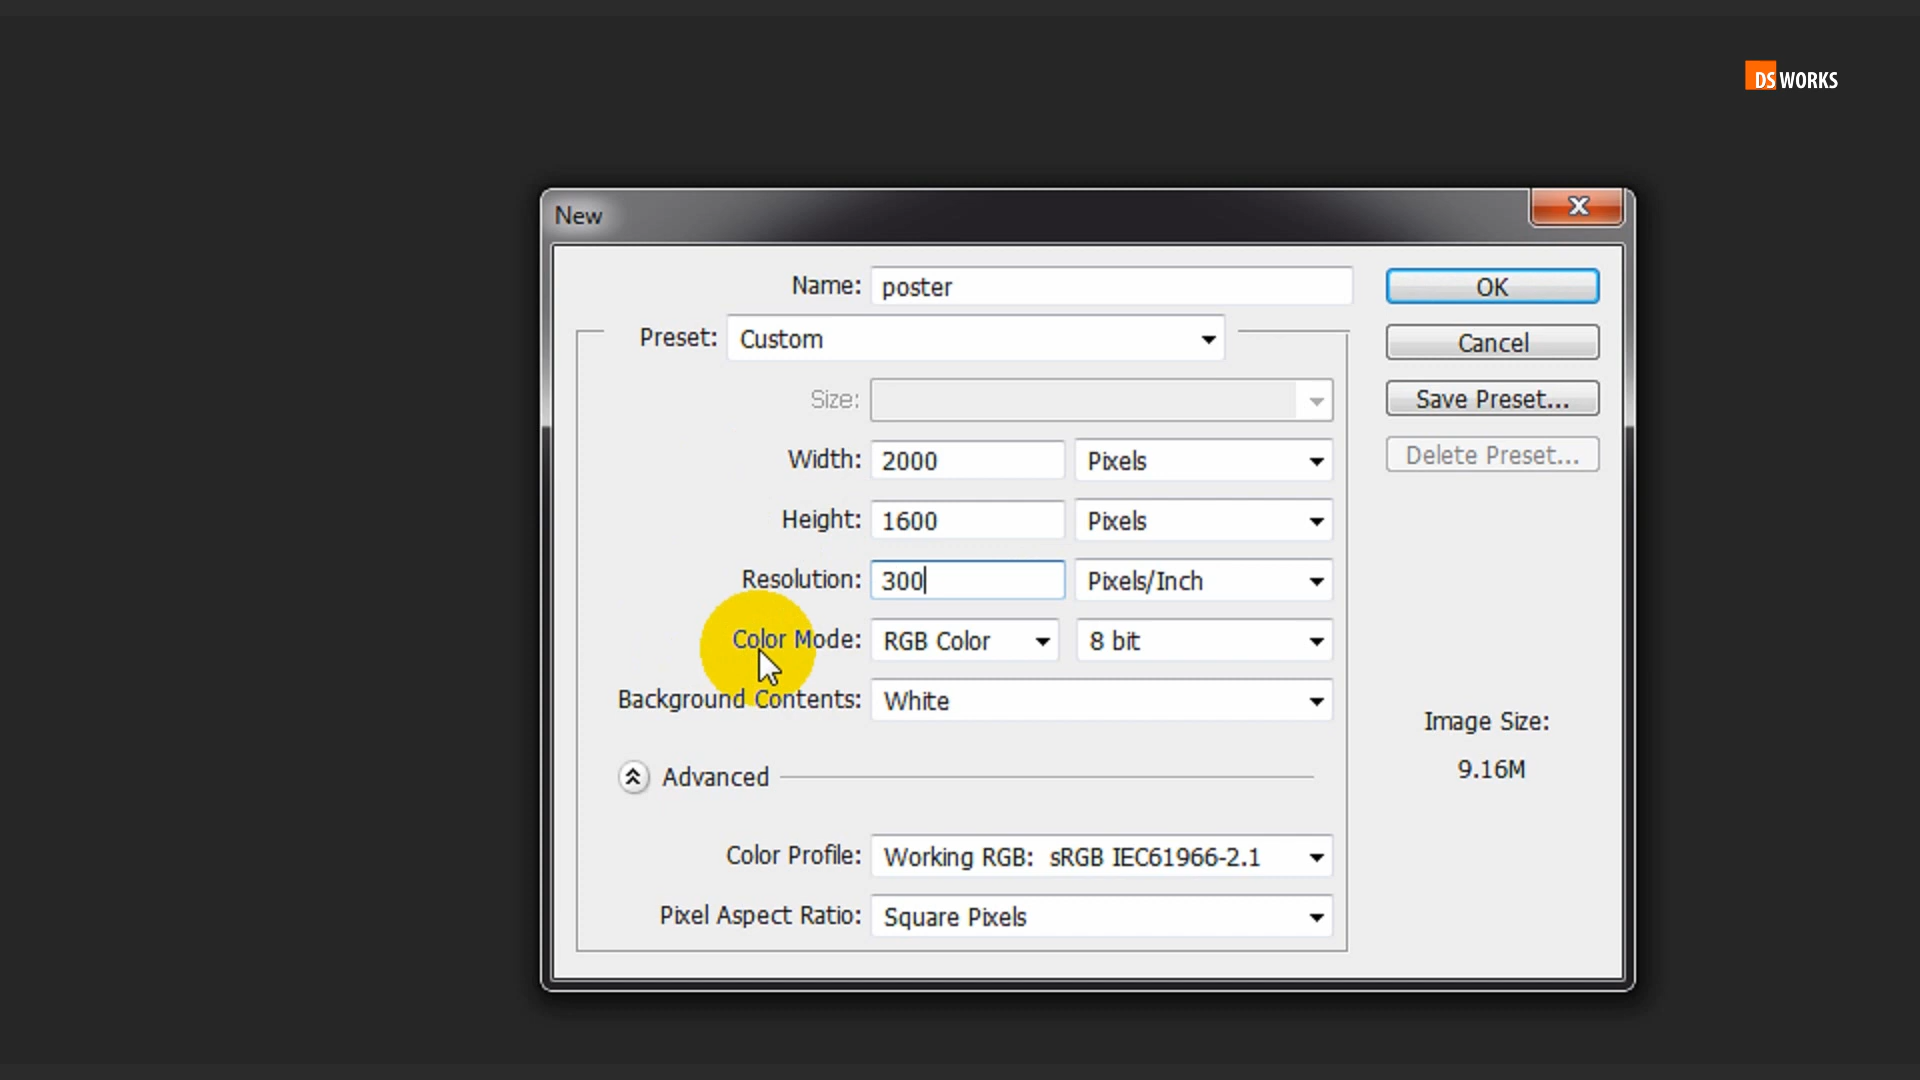 DS WORKS
New
Name: poster
OK
Preset: Custom
Cancel
Size:
Save Preset...
Width: 2000 Pixels
Delete Preset...
Height: 1600 Pixels
Resolution: 300 Pixels/Inch
Color Mode: RGB Color 8 bit
Background Contents: White
Image Size:
9.16M
Advanced
Color Profile: Working RGB: sRGB IEC61966-2.1
Pixel Aspect Ratio: Square Pixels